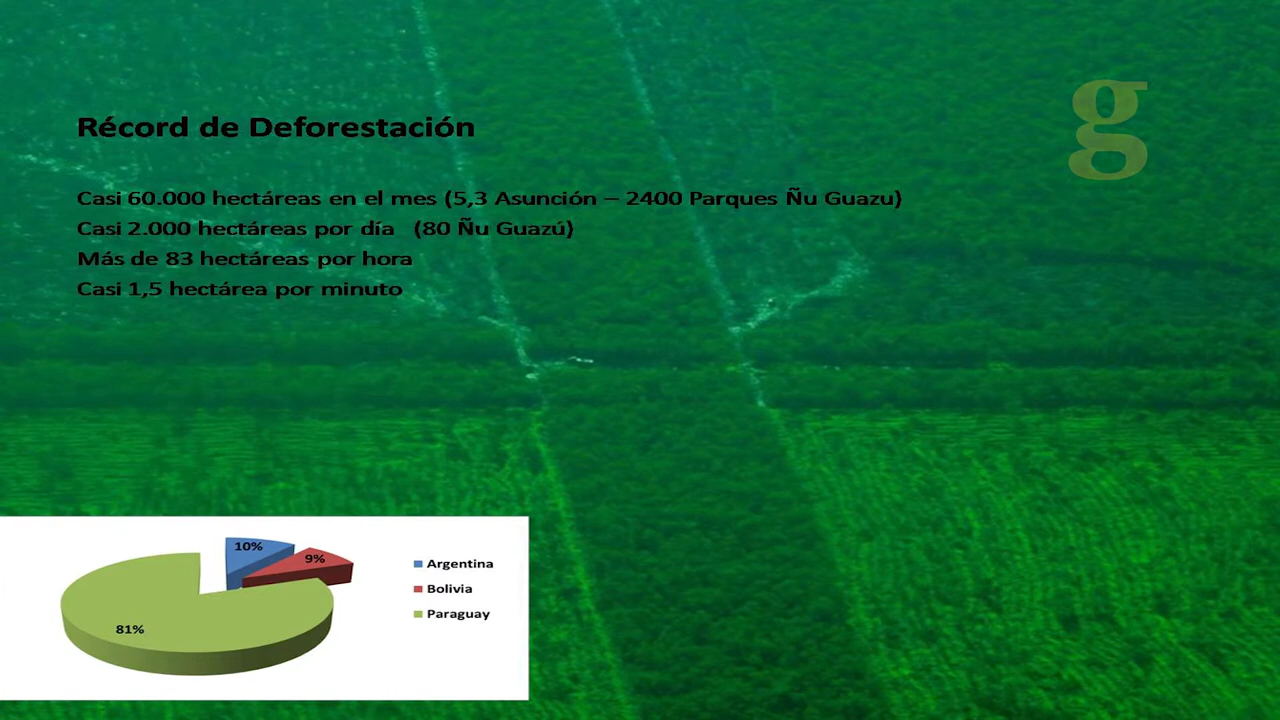 g
Récord de Deforestación
Casi 60.000 hectáreas en el mes (5,3 Asunción – 2400 Parques Ñu Guazu)
Casi 2.000 hectáreas por día (80 Ñu Guazú)
Más de 83 hectáreas por hora
Casi 1,5 hectárea por minuto
10%
9%
81%
Argentina
Bolivia
Paraguay